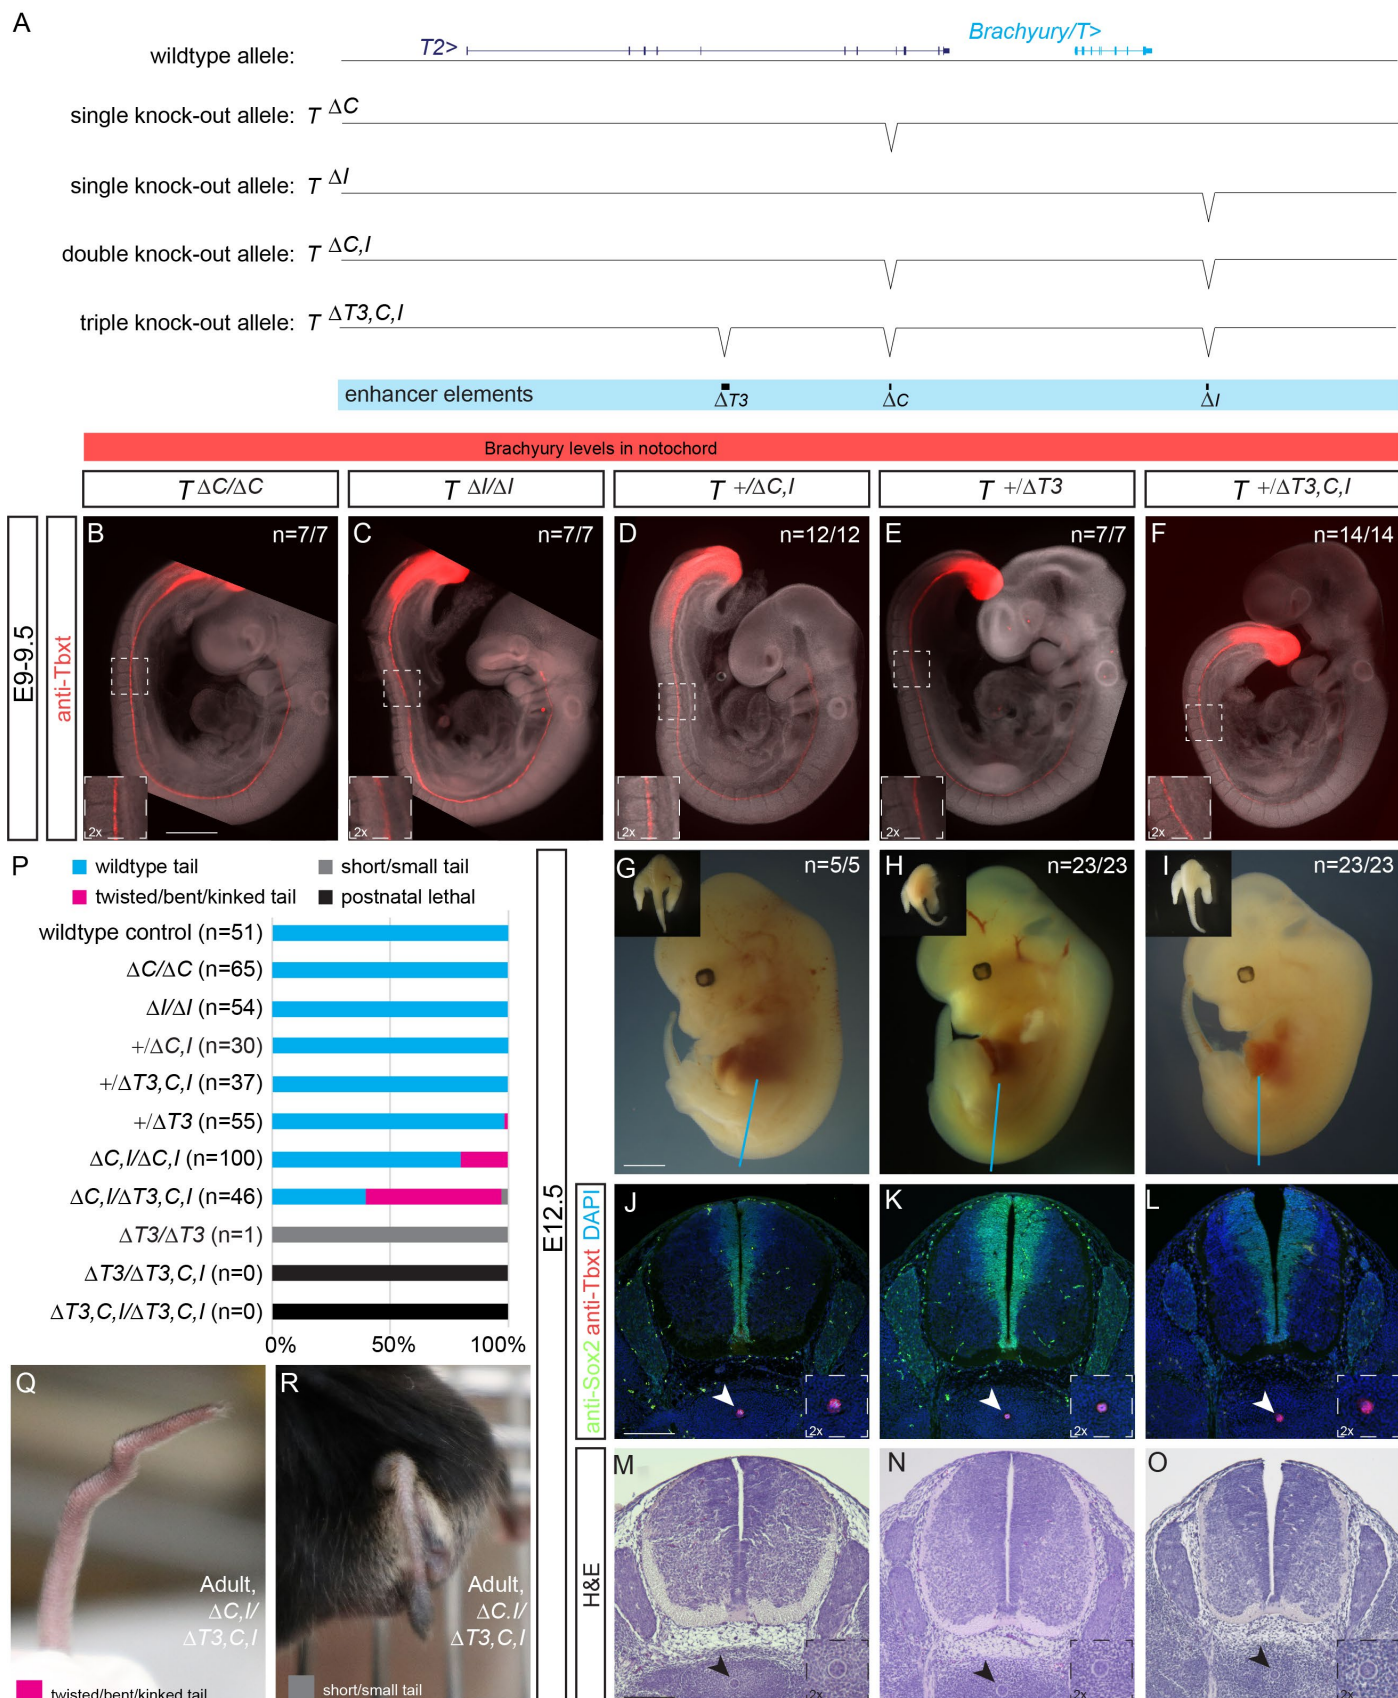 A
T2>
Brachyury/T>
wildtype allele:
single knock-out allele: T ΔC
single knock-out allele: T ΔI
double knock-out allele: T ΔC,I
triple knock-out allele: T ΔT3,C,I
enhancer elements
ΔT3
ΔC
ΔI
Brachyury levels in notochord
T ΔC/ΔC
T ΔI/ΔI
T +/ΔC,I
T +/ΔT3
T +/ΔT3,C,I
E9-9.5
anti-Tbxt
B n=7/7
2x
C n=7/7
2x
D n=12/12
2x
E n=7/7
2x
F n=14/14
2x
P
wildtype tail
short/small tail
twisted/bent/kinked tail
postnatal lethal
wildtype control (n=51)
ΔC/ΔC (n=65)
ΔI/ΔI (n=54)
+/ΔC,I (n=30)
+/ΔT3,C,I (n=37)
+/ΔT3 (n=55)
ΔC,I/ΔC,I (n=100)
ΔC,I/ΔT3,C,I (n=46)
ΔT3/ΔT3 (n=1)
ΔT3/ΔT3,C,I (n=0)
ΔT3,C,I/ΔT3,C,I (n=0)
0% 50% 100%
E12.5
G n=5/5
H n=23/23
I n=23/23
anti-Sox2 anti-Tbxt DAPI
J
2x
K
2x
L
2x
H&E
M
2x
N
2x
O
2x
Q
Adult,
ΔC,I/
ΔT3,C,I
twisted/bent/kinked tail
R
Adult,
ΔC.I/
ΔT3,C,I
short/small tail